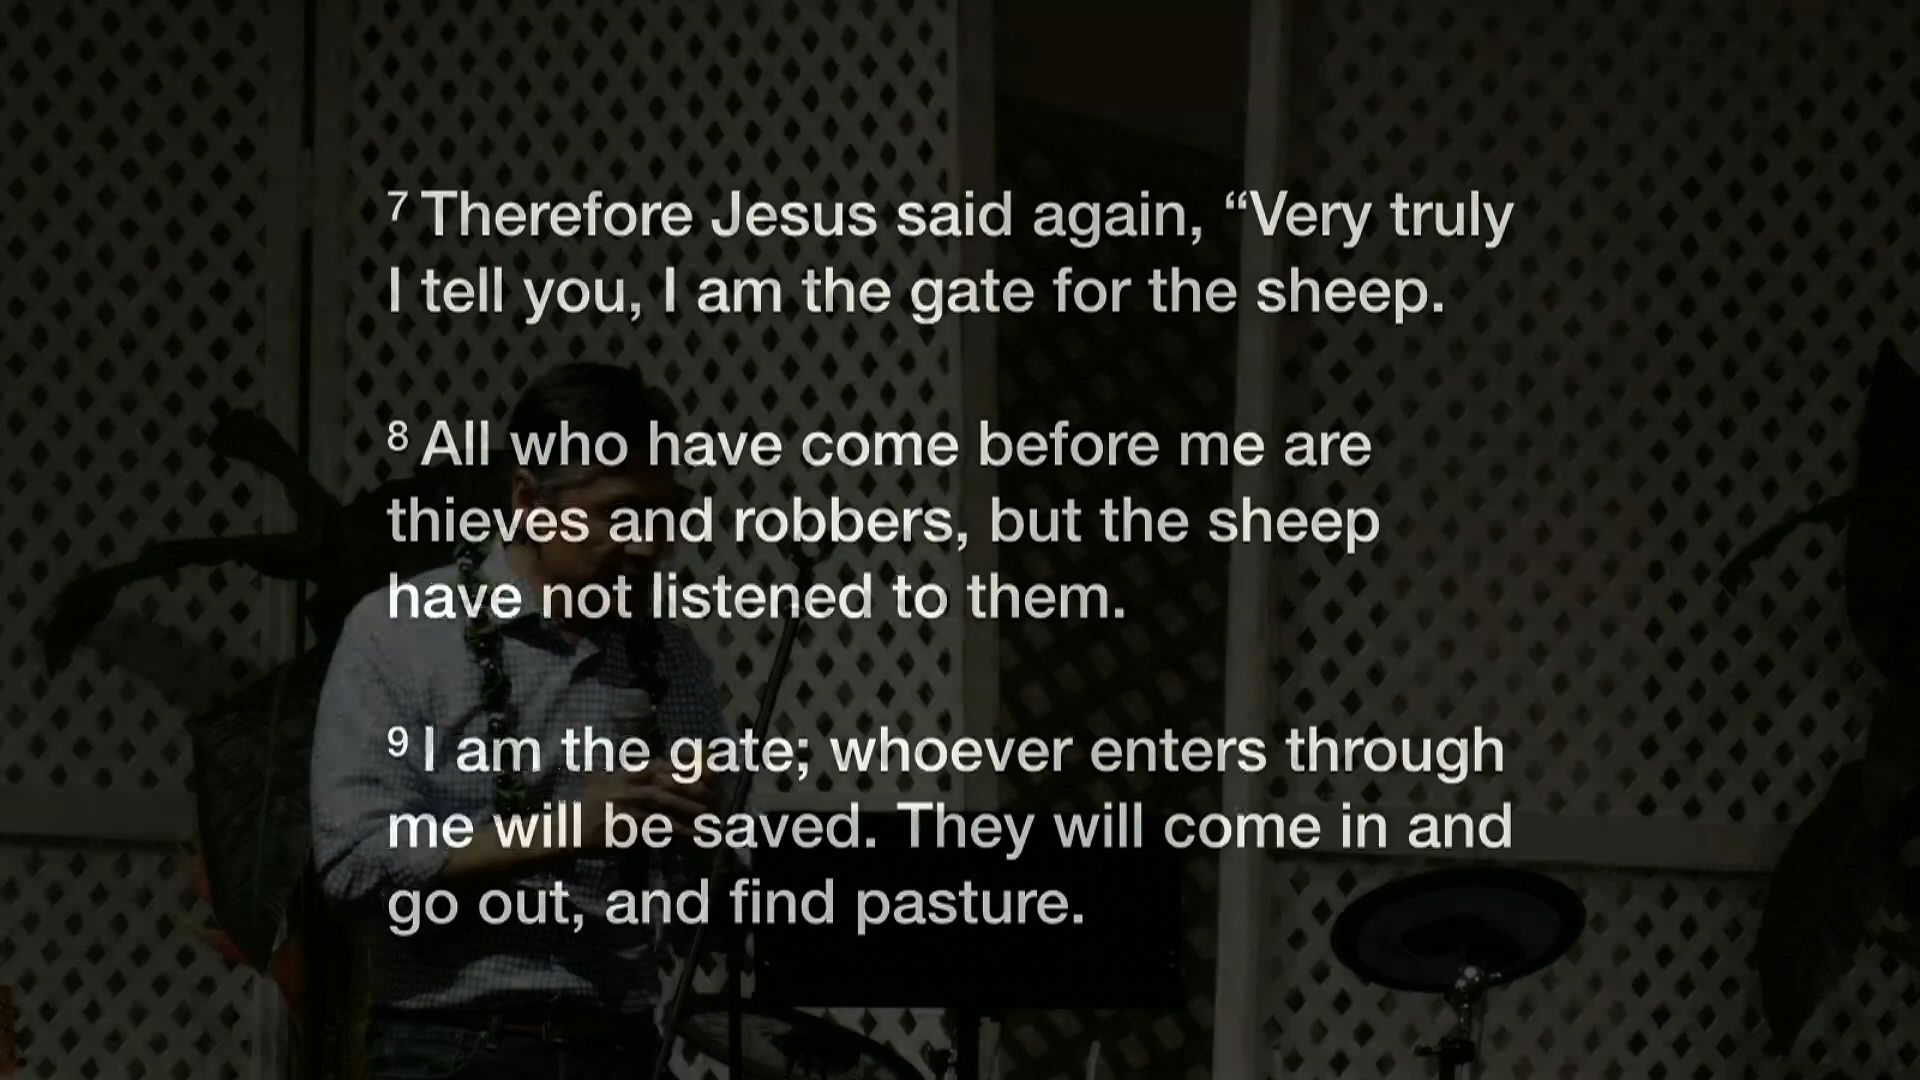 7 Therefore Jesus said again, “Very truly
I tell you, I am the gate for the sheep.
8 All who have come before me are
thieves and robbers, but the sheep
have not listened to them.
9 I am the gate; whoever enters through
me will be saved. They will come in and
go out, and find pasture.